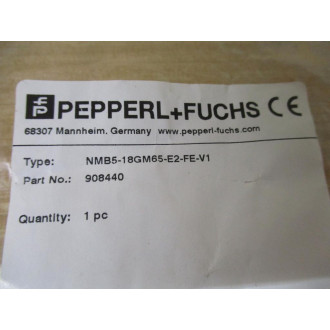 PEPPERL+FUCHS CE
68307 Mannheim, Germany www.pepperl-fuchs.com
Type: NMB5-18GM65-E2-FE-V1
Part No.: 908440
Quantity: 1 pc